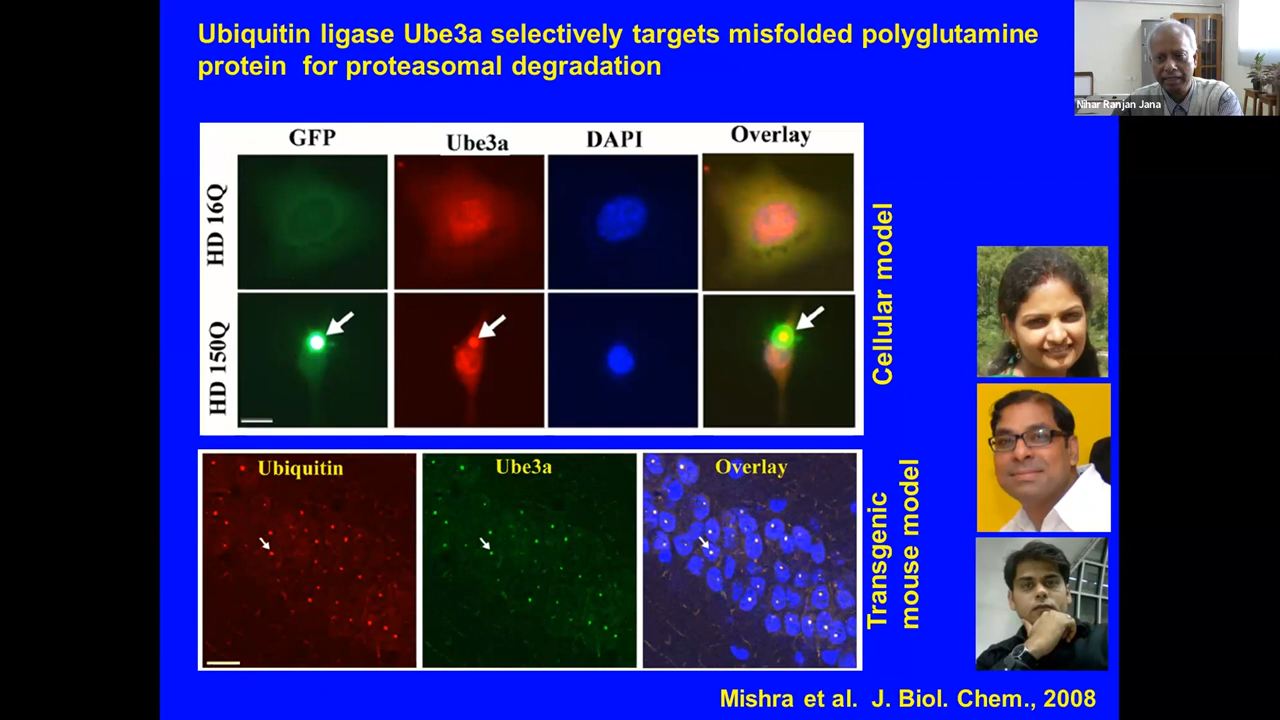 Ubiquitin ligase Ube3a selectively targets misfolded polyglutamine
protein for proteasomal degradation
Nihar Ranjan Jana
GFP
Ube3a
DAPI
Overlay
HD 16Q
HD 150Q
Cellular model
Ubiquitin
Ube3a
Overlay
Transgenic
mouse model
Mishra et al. J. Biol. Chem., 2008